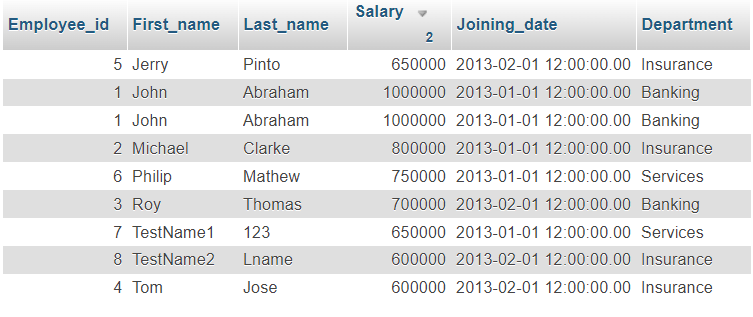 Employee_id First_name Last_name Salary 2 Joining_date Department
5 Jerry Pinto 650000 2013-02-01 12:00:00.00 Insurance
1 John Abraham 1000000 2013-01-01 12:00:00.00 Banking
1 John Abraham 1000000 2013-01-01 12:00:00.00 Banking
2 Michael Clarke 800000 2013-01-01 12:00:00.00 Insurance
6 Philip Mathew 750000 2013-01-01 12:00:00.00 Services
3 Roy Thomas 700000 2013-02-01 12:00:00.00 Banking
7 TestName1 123 650000 2013-01-01 12:00:00.00 Services
8 TestName2 Lname 600000 2013-02-01 12:00:00.00 Insurance
4 Tom Jose 600000 2013-02-01 12:00:00.00 Insurance